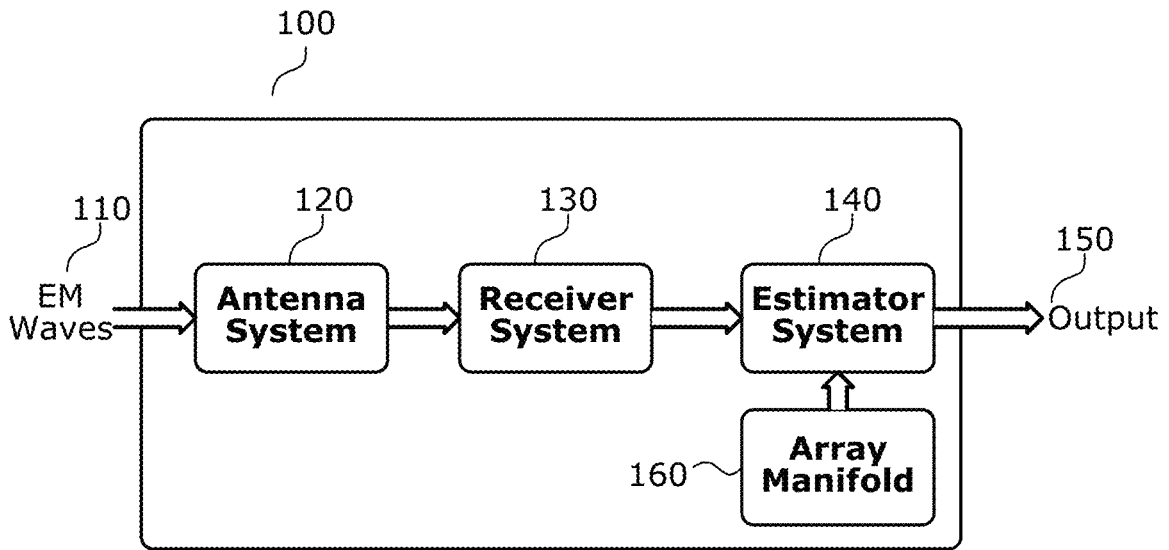 100
110
120
130
140
150
EM
Waves
Antenna
System
Receiver
System
Estimator
System
Output
160
Array
Manifold